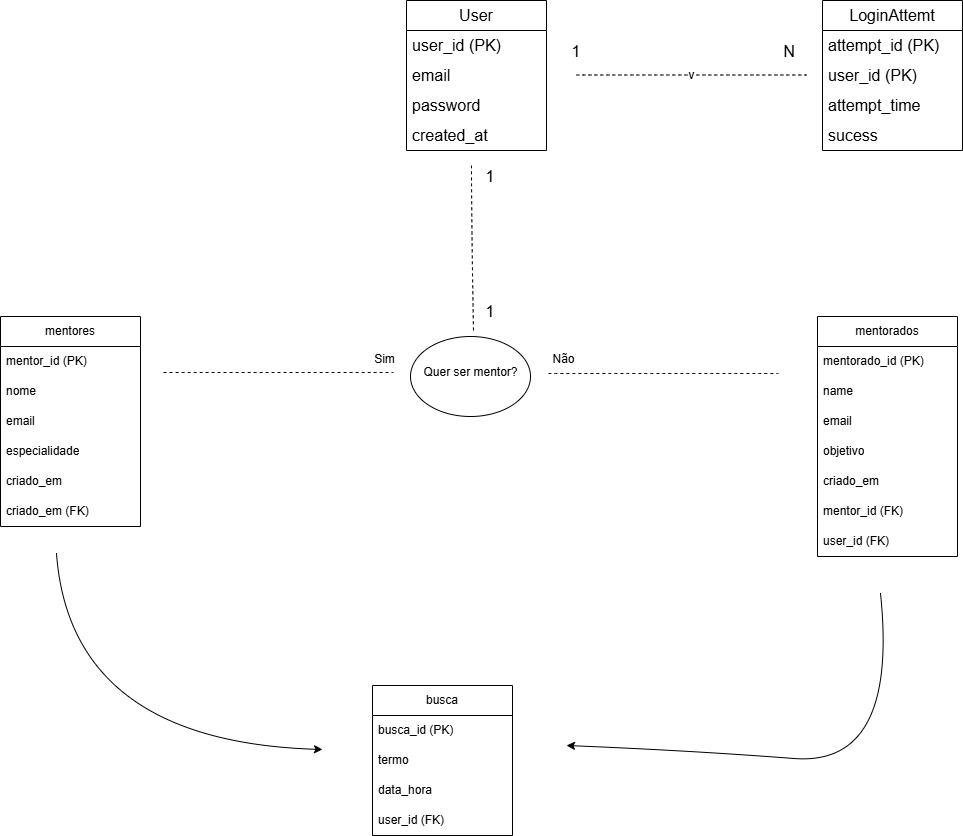 User
user_id (PK)
email
password
created_at
1
v
N
LoginAttemt
attempt_id (PK)
user_id (PK)
attempt_time
sucess
1
1
mentores
mentor_id (PK)
nome
email
especialidade
criado_em
criado_em (FK)
Sim
Quer ser mentor?
Não
mentorados
mentorado_id (PK)
name
email
objetivo
criado_em
mentor_id (FK)
user_id (FK)
busca
busca_id (PK)
termo
data_hora
user_id (FK)